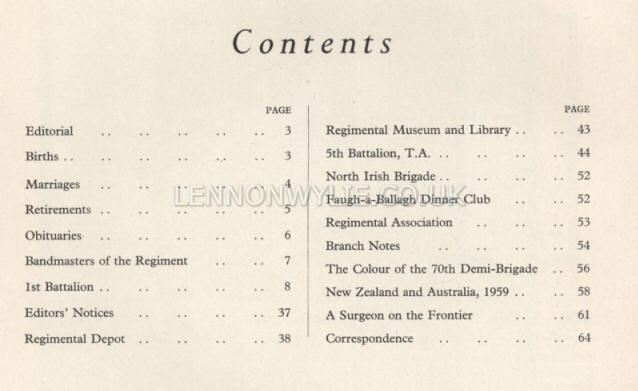 Contents
PAGE
Editorial .. .. .. .. .. 3
Births .. .. .. .. .. .. 3
Marriages .. .. .. .. .. 4
Retirements .. .. .. .. .. 5
Obituaries .. .. .. .. .. 6
Bandmasters of the Regiment .. .. 7
1st Battalion .. .. .. .. .. 8
Editors' Notices .. .. .. .. 37
Regimental Depot .. .. .. .. 38
PAGE
Regimental Museum and Library .. .. 43
5th Battalion, T.A. .. .. .. .. 44
North Irish Brigade .. .. .. .. 52
Faugh-a-Ballagh Dinner Club .. .. 52
Regimental Association .. .. .. 53
Branch Notes .. .. .. .. 54
The Colour of the 70th Demi-Brigade .. 56
New Zealand and Australia, 1959 .. .. 58
A Surgeon on the Frontier .. .. 61
Correspondence .. .. .. .. 64
LENNONWYLIE.CO.UK